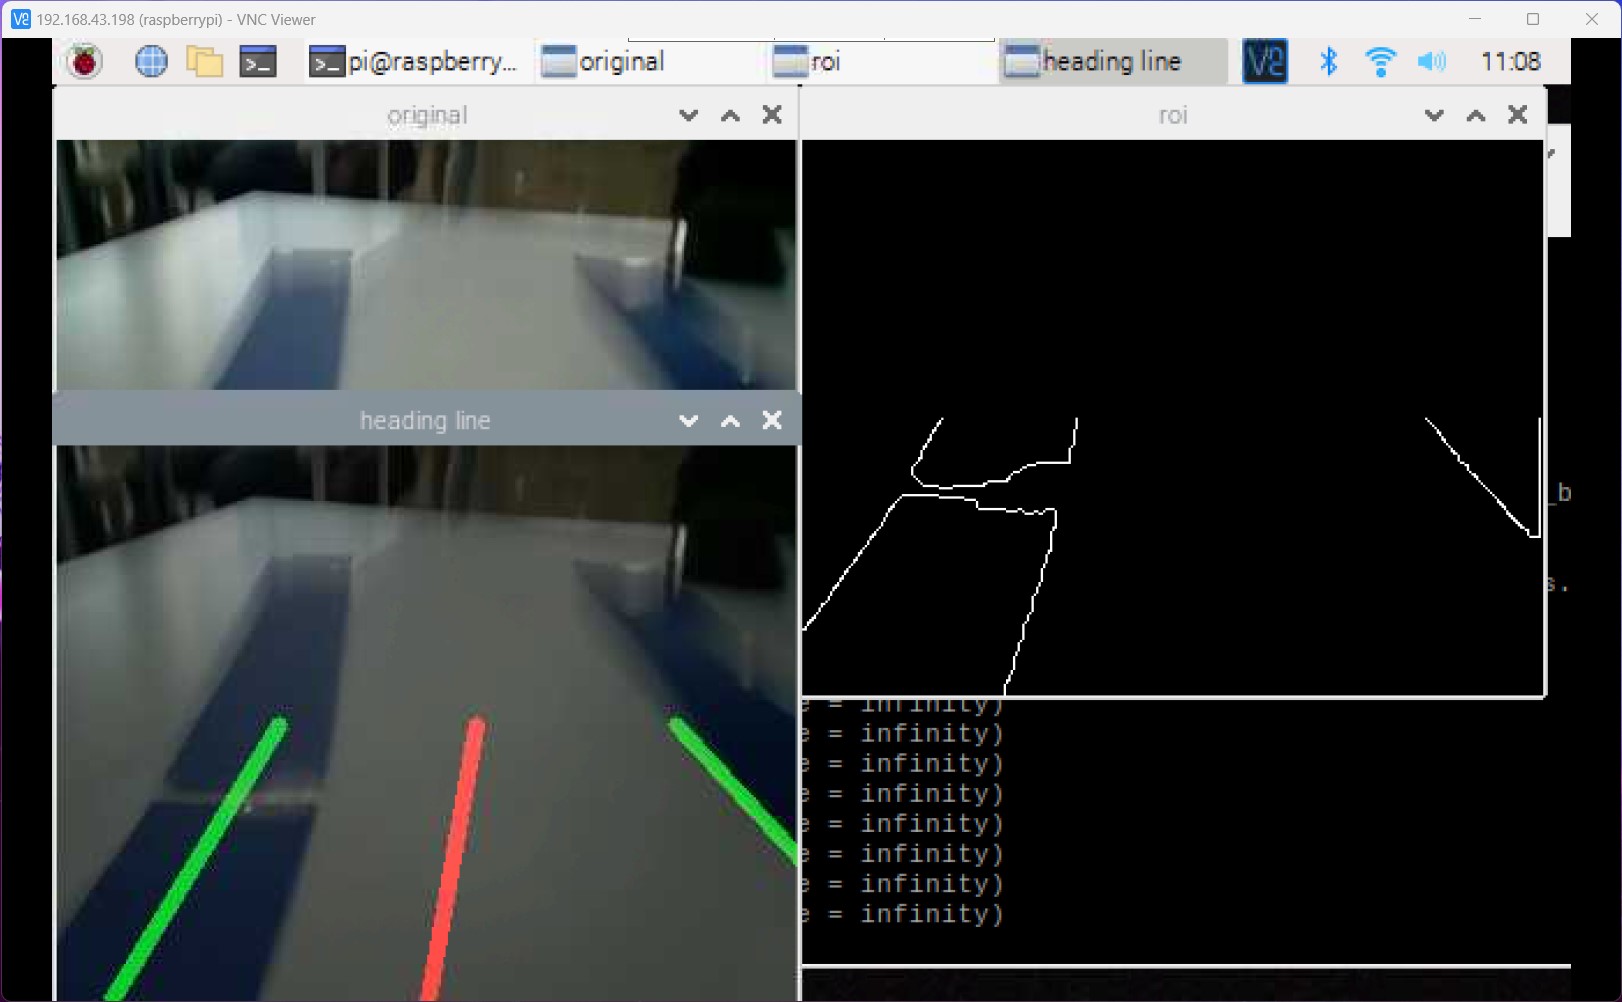 192.168.43.198 (raspberrypi) - VNC Viewer
pi@raspberry... original roi heading line 11:08
original
roi
heading line
_b
s.
e = infinity)
e = infinity)
e = infinity)
e = infinity)
e = infinity)
e = infinity)
e = infinity)
e = infinity)